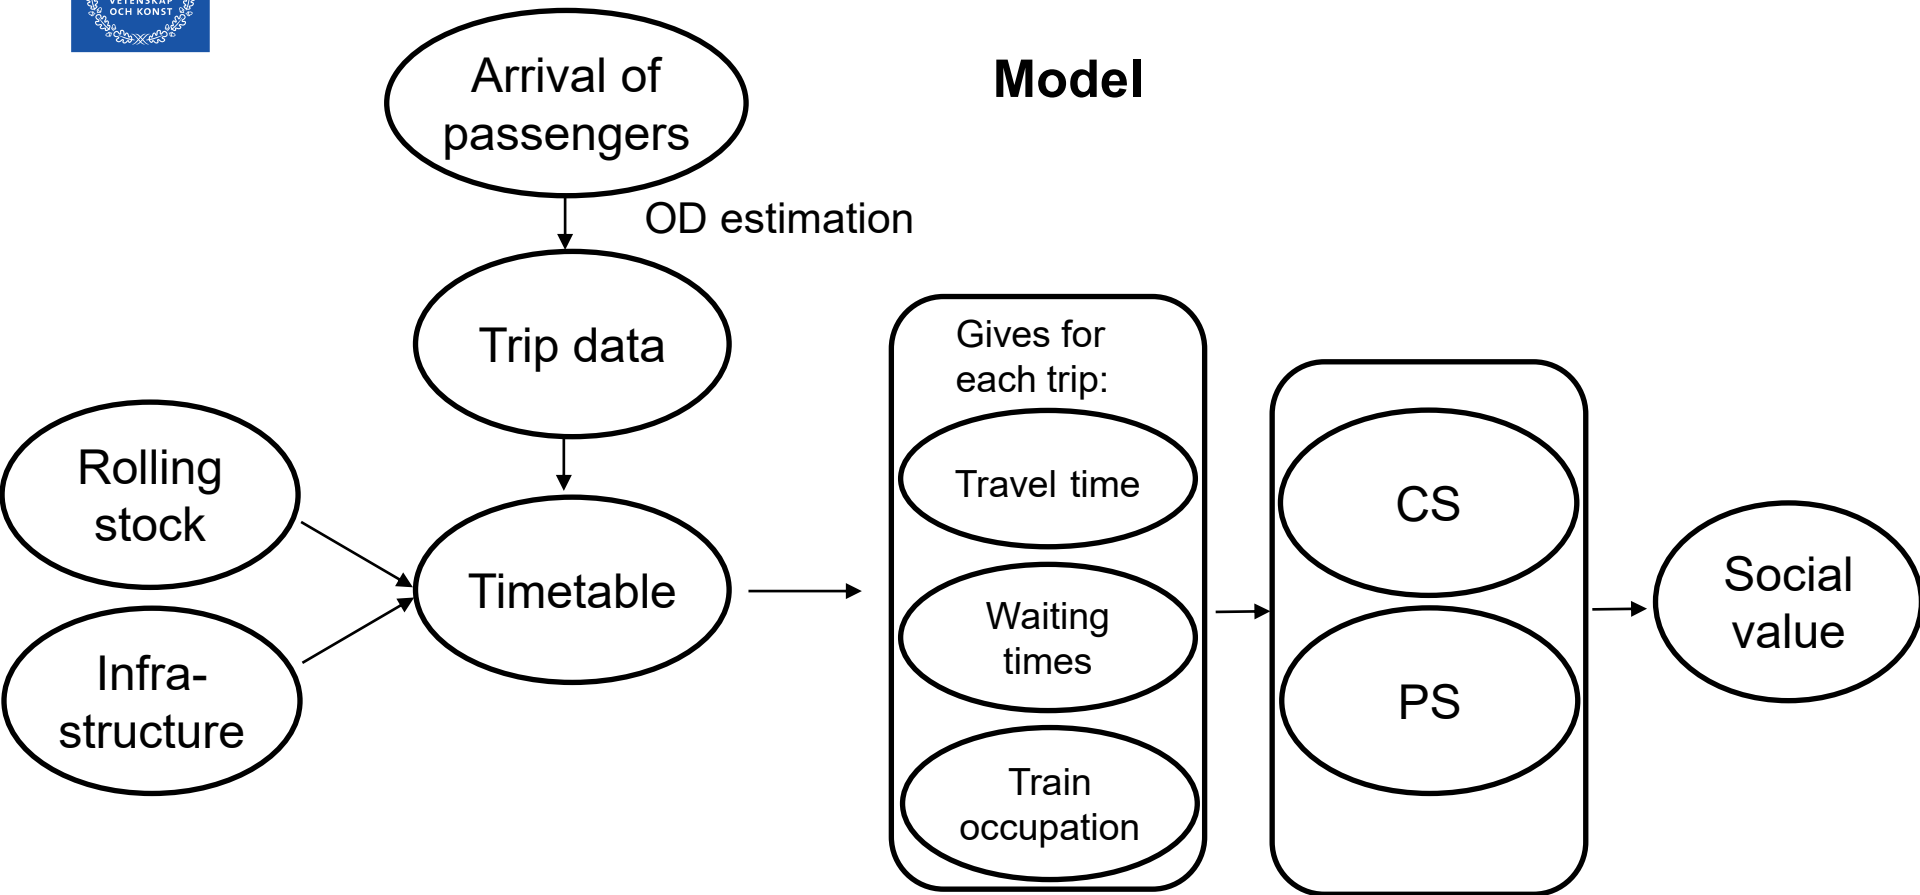 VETENSKAP
OCH KONST
Model
Arrival of
passengers
OD estimation
Trip data
Rolling
stock
Infra-
structure
Timetable
Gives for
each trip:
Travel time
Waiting
times
Train
occupation
CS
PS
Social
value